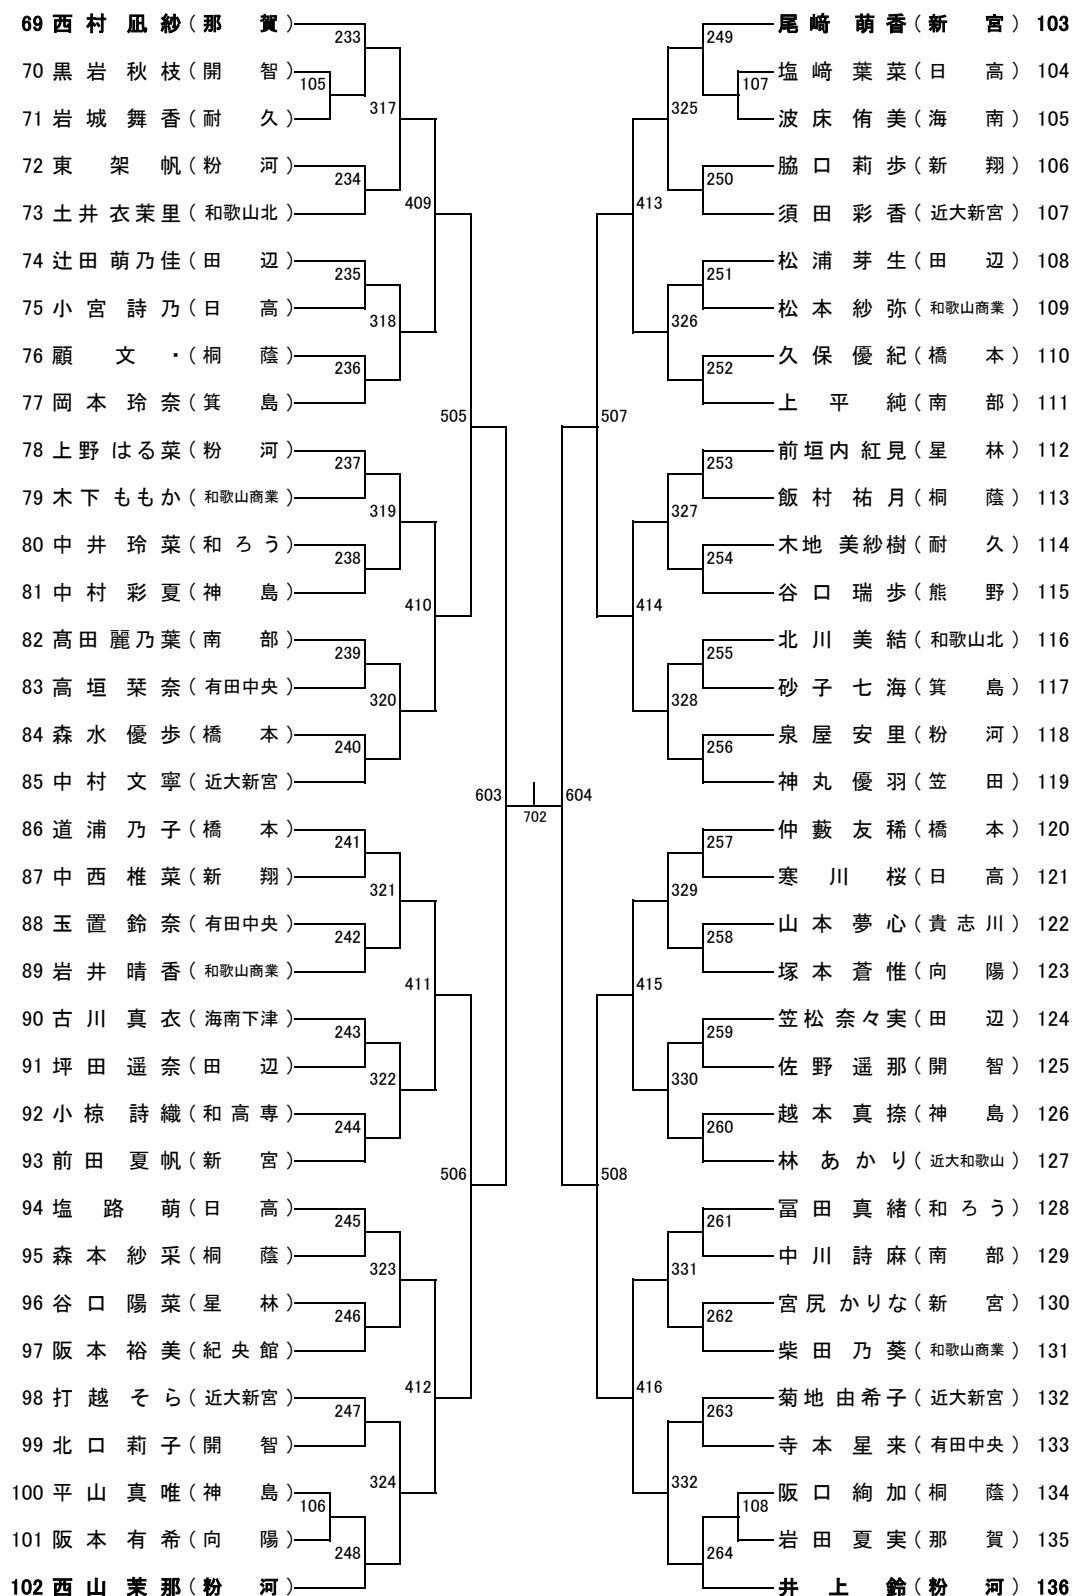 69 西村 凪紗 (那賀)
70 黒岩 秋枝 (開智)
71 岩城 舞香 (耐久)
72 東 架帆 (粉河)
73 土井 衣茉里 (和歌山北)
74 辻田 萌乃佳 (田辺)
75 小宮 詩乃 (日高)
76 顧 文・ (桐蔭)
77 岡本 玲奈 (箕島)
78 上野 はる菜 (粉河)
79 木下 ももか (和歌山商業)
80 中井 玲菜 (和ろう)
81 中村 彩夏 (神島)
82 髙田 麗乃葉 (南部)
83 高垣 栞奈 (有田中央)
84 森水 優歩 (橋本)
85 中村 文寧 (近大新宮)
86 道浦 乃子 (橋本)
87 中西 椎菜 (新翔)
88 玉置 鈴奈 (有田中央)
89 岩井 晴香 (和歌山商業)
90 古川 真衣 (海南下津)
91 坪田 遥奈 (田辺)
92 小椋 詩織 (和高専)
93 前田 夏帆 (新宮)
94 塩路 萌 (日高)
95 森本 紗采 (桐蔭)
96 谷口 陽菜 (星林)
97 阪本 裕美 (紀央館)
98 打越 そら (近大新宮)
99 北口 莉子 (開智)
100 平山 真唯 (神島)
101 阪本 有希 (向陽)
102 西山 茉那 (粉河)
105
106
233
234
235
236
237
238
239
240
241
242
243
244
245
246
247
248
317
318
319
320
321
322
323
324
409
410
411
412
505
506
603
702
604
507
508
413
414
415
416
325
326
327
328
329
330
331
332
249
250
251
252
253
254
255
256
257
258
259
260
261
262
263
264
107
108
尾﨑 萌香 (新宮) 103
塩﨑 葉菜 (日高) 104
波床 侑美 (海南) 105
脇口 莉歩 (新翔) 106
須田 彩香 (近大新宮) 107
松浦 芽生 (田辺) 108
松本 紗弥 (和歌山商業) 109
久保 優紀 (橋本) 110
上平 純 (南部) 111
前垣内 紅見 (星林) 112
飯村 祐月 (桐蔭) 113
木地 美紗樹 (耐久) 114
谷口 瑞歩 (熊野) 115
北川 美結 (和歌山北) 116
砂子 七海 (箕島) 117
泉屋 安里 (粉河) 118
神丸 優羽 (笠田) 119
仲藪 友稀 (橋本) 120
寒川 桜 (日高) 121
山本 夢心 (貴志川) 122
塚本 蒼惟 (向陽) 123
笠松 奈々実 (田辺) 124
佐野 遥那 (開智) 125
越本 真捺 (神島) 126
林 あかり (近大和歌山) 127
冨田 真緒 (和ろう) 128
中川 詩麻 (南部) 129
宮尻 かりな (新宮) 130
柴田 乃葵 (和歌山商業) 131
菊地 由希子 (近大新宮) 132
寺本 星来 (有田中央) 133
阪口 絢加 (桐蔭) 134
岩田 夏実 (那賀) 135
井上 鈴 (粉河) 136